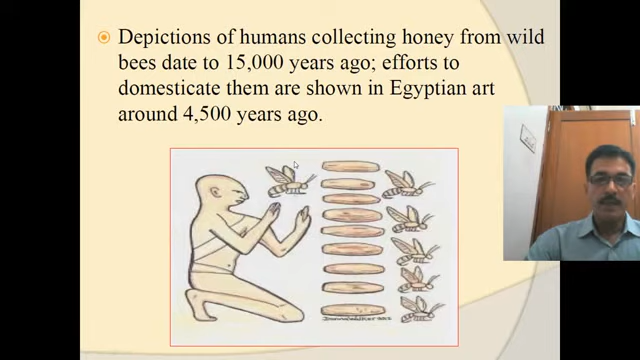 Depictions of humans collecting honey from wild
bees date to 15,000 years ago; efforts to
domesticate them are shown in Egyptian art
around 4,500 years ago.